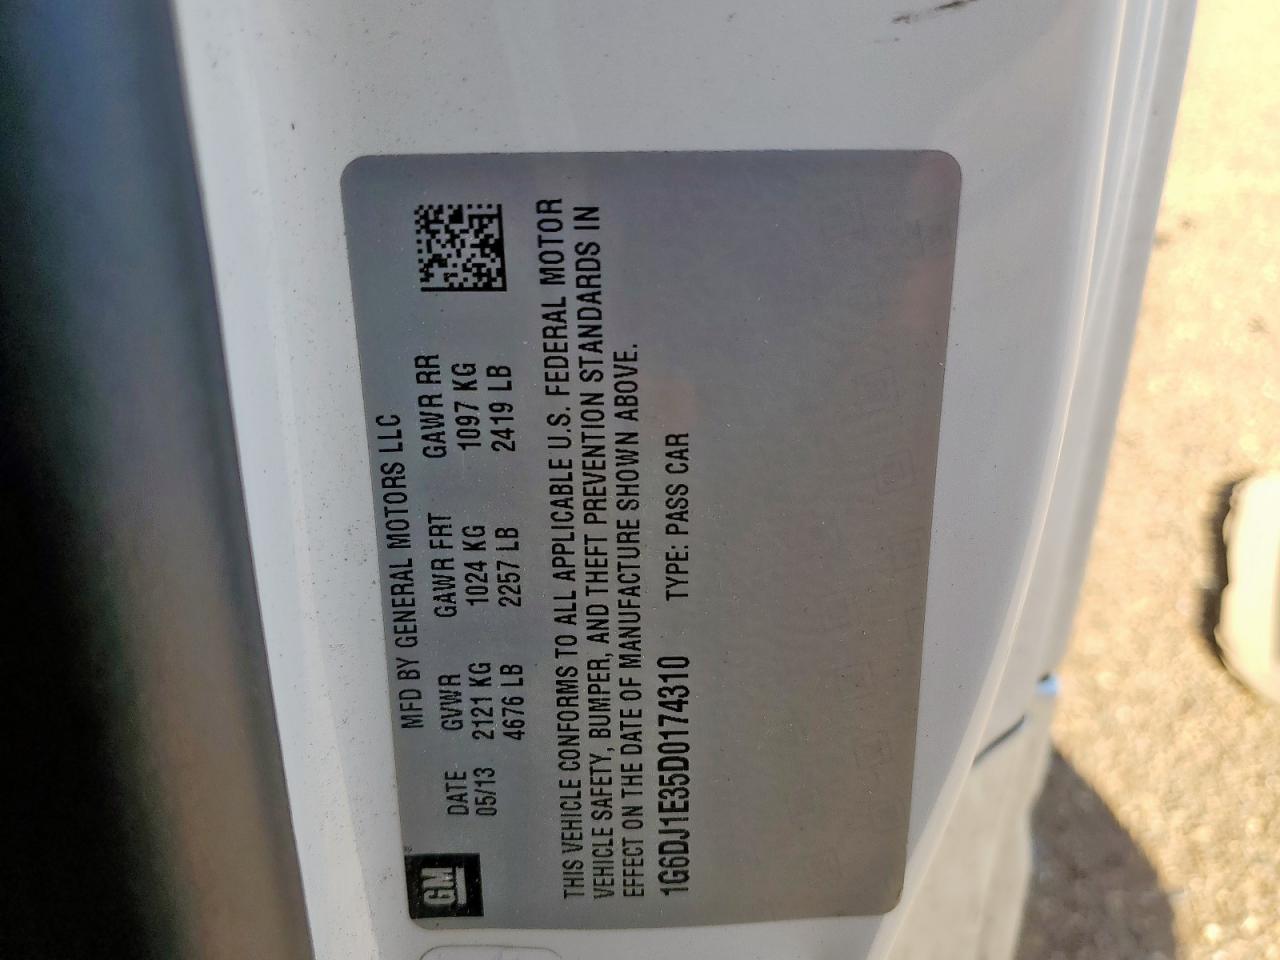 GM
MFD BY GENERAL MOTORS LLC
DATE GVWR GAWR FRT GAWR RR
05/13 2121 KG 1024 KG 1097 KG
4676 LB 2257 LB 2419 LB
THIS VEHICLE CONFORMS TO ALL APPLICABLE U.S. FEDERAL MOTOR
VEHICLE SAFETY, BUMPER, AND THEFT PREVENTION STANDARDS IN
EFFECT ON THE DATE OF MANUFACTURE SHOWN ABOVE.
1G6DJ1E35D0174310 TYPE: PASS CAR